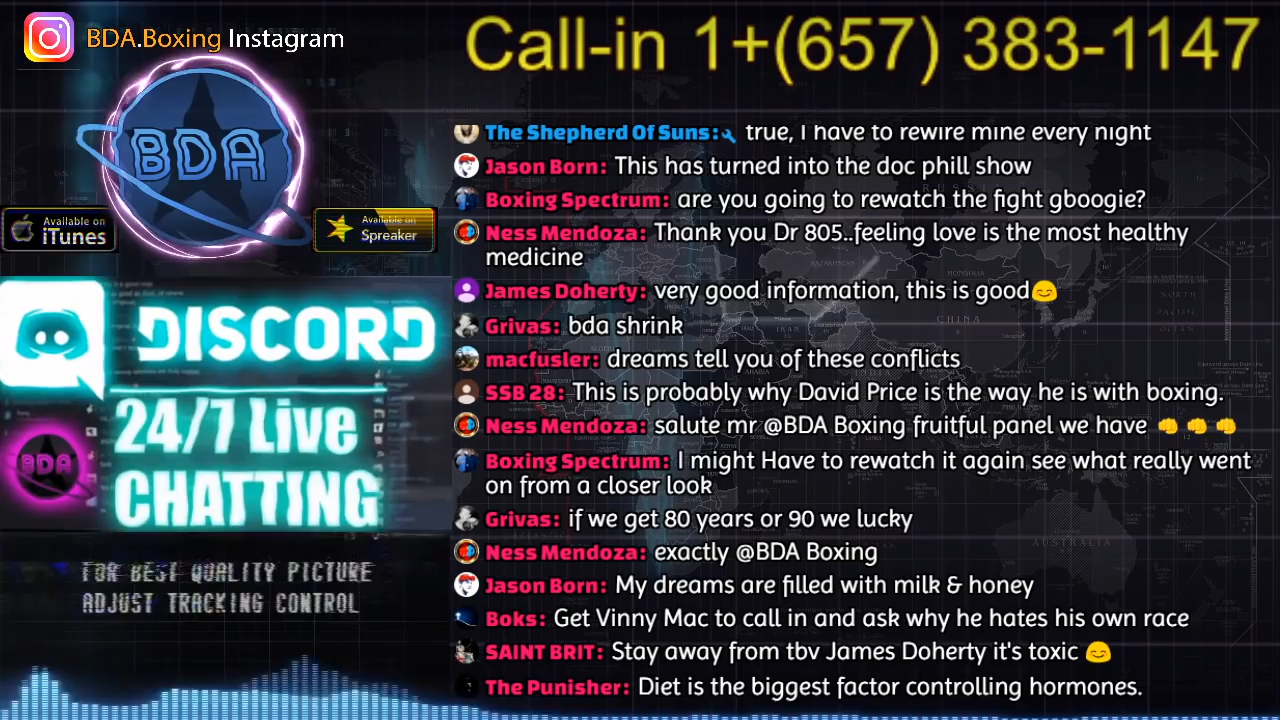 BDA.Boxing Instagram
Call-in 1+(657) 383-1147
BDA
Available on
iTunes
Available on
Spreaker
DISCORD
24/7 Live
CHATTING
BDA
FOR BEST QUALITY PICTURE
ADJUST TRACKING CONTROL
The Shepherd Of Suns: true, I have to rewire mine every night
Jason Born: This has turned into the doc phill show
Boxing Spectrum: are you going to rewatch the fight gboogie?
Ness Mendoza: Thank you Dr 805..feeling love is the most healthy
medicine
James Doherty: very good information, this is good😊
Grivas: bda shrink
macfusler: dreams tell you of these conflicts
SSB 28: This is probably why David Price is the way he is with boxing.
Ness Mendoza: salute mr @BDA Boxing fruitful panel we have 👊 👊 👊
Boxing Spectrum: I might Have to rewatch it again see what really went
on from a closer look
Grivas: if we get 80 years or 90 we lucky
Ness Mendoza: exactly @BDA Boxing
Jason Born: My dreams are filled with milk & honey
Boks: Get Vinny Mac to call in and ask why he hates his own race
SAINT BRIT: Stay away from tbv James Doherty it's toxic 😊
The Punisher: Diet is the biggest factor controlling hormones.
MONGOLIA
CHINA
IRAN
AUSTRALIA